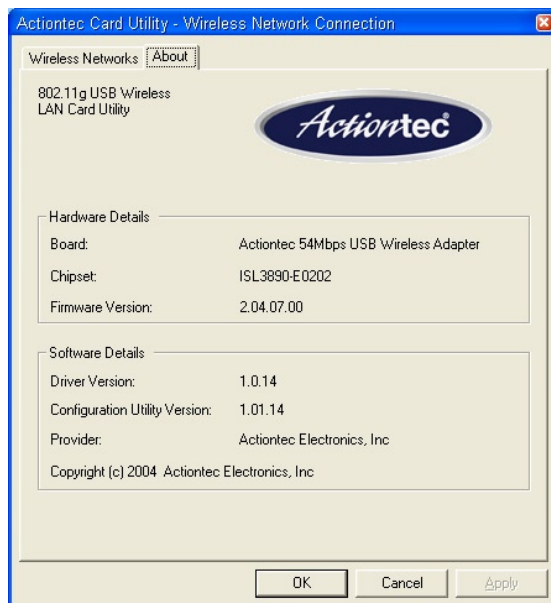 Actiontec Card Utility - Wireless Network Connection
Wireless Networks About
802.11g USB Wireless
LAN Card Utility
Actiontec
Hardware Details
Board: Actiontec 54Mbps USB Wireless Adapter
Chipset: ISL3890-E0202
Firmware Version: 2.04.07.00
Software Details
Driver Version: 1.0.14
Configuration Utility Version: 1.01.14
Provider: Actiontec Electronics, Inc
Copyright (c) 2004 Actiontec Electronics, Inc
OK Cancel Apply